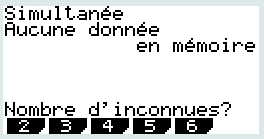 Simultanée
Aucune donnée
en mémoire
Nombre d'inconnues?
2 3 4 5 6